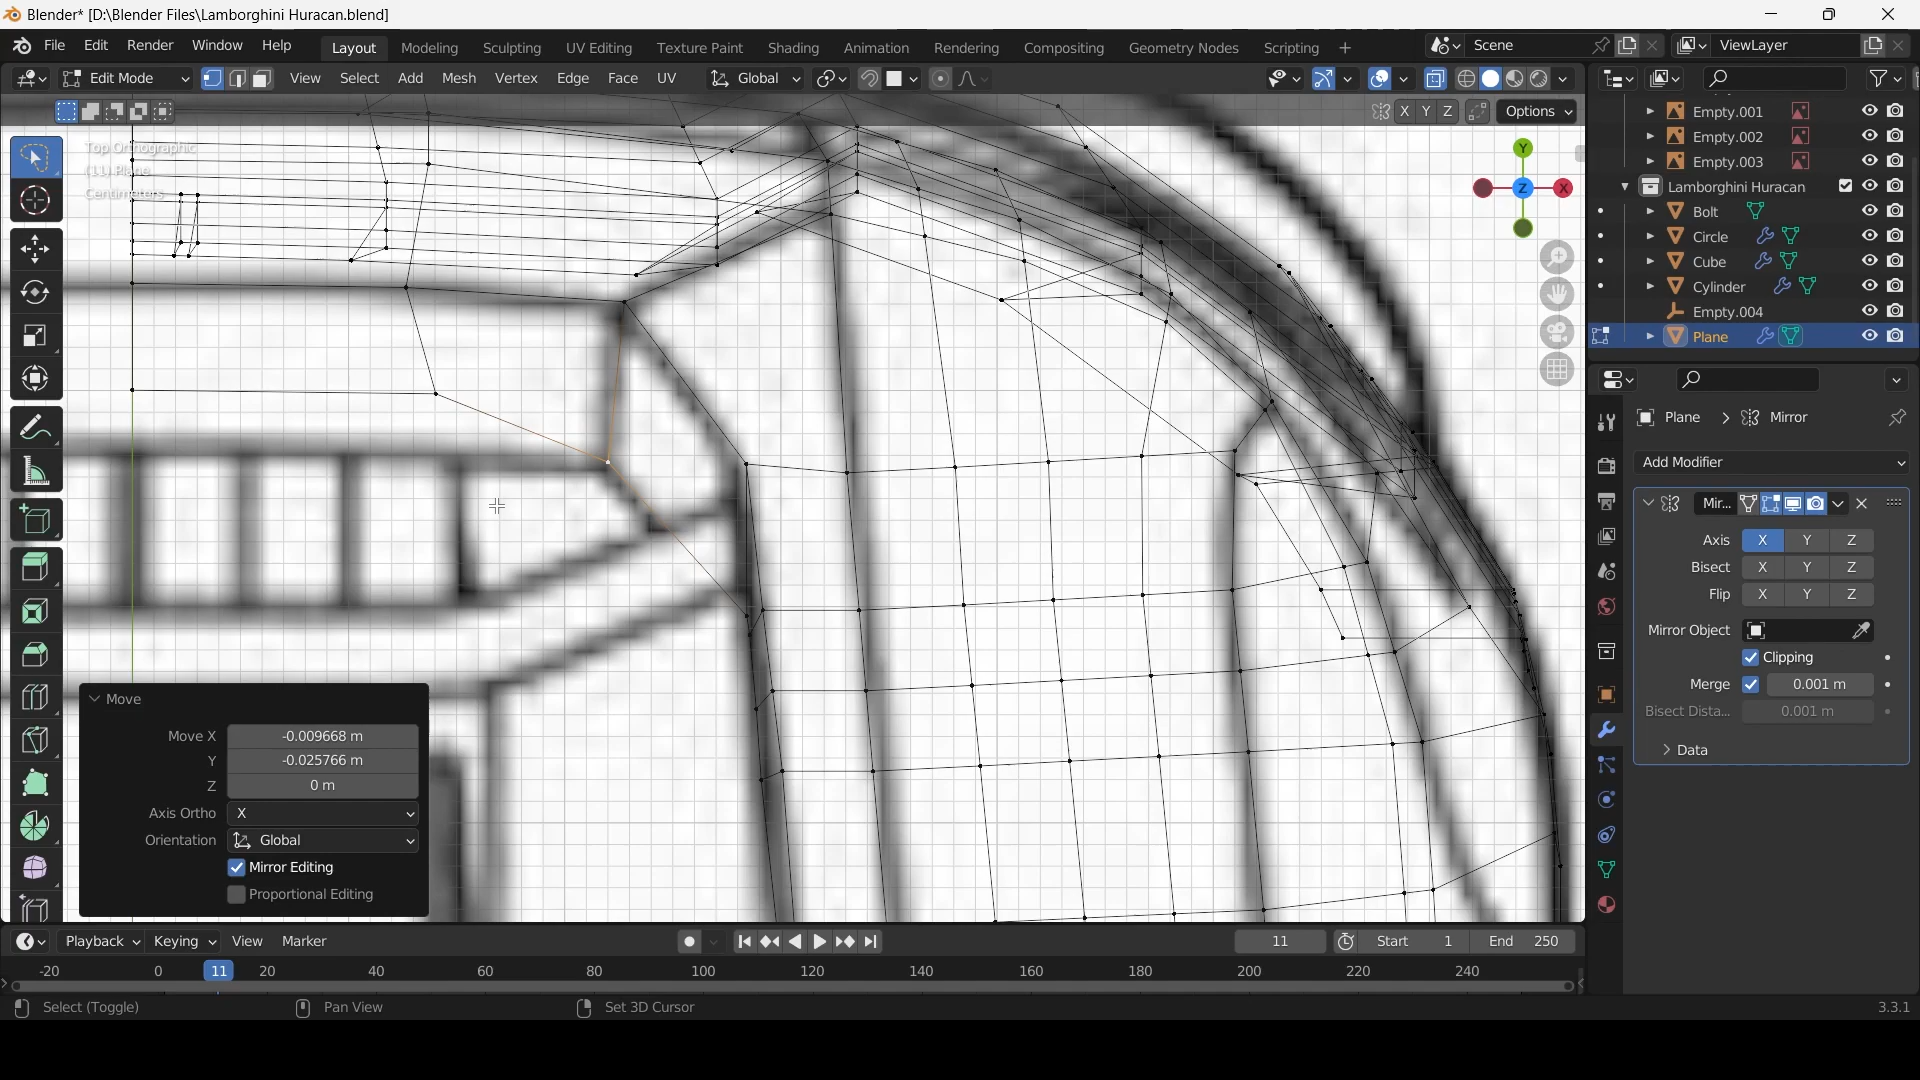 Blender* [D:\Blender Files\Lamborghini Huracan.blend]
File Edit Render Window Help Layout Modeling Sculpting UV Editing Texture Paint Shading Animation Rendering Compositing Geometry Nodes Scripting + Scene ViewLayer
Edit Mode View Select Add Mesh Vertex Edge Face UV Global
X Y Z Options
Top Orthographic
(11) Plane
Centimeters
Y
Z X
Empty.001
Empty.002
Empty.003
Lamborghini Huracan
Bolt
Circle
Cube
Cylinder
Empty.004
Plane
Plane > Mirror
Add Modifier
Mir...
Axis X Y Z
Bisect X Y Z
Flip X Y Z
Mirror Object
Clipping
Merge 0.001 m
Bisect Dista... 0.001 m
Data
Move
Move X -0.009668 m
Y -0.025766 m
Z 0 m
Axis Ortho X
Orientation Global
Mirror Editing
Proportional Editing
Playback Keying View Marker 11 Start 1 End 250
-20 0 11 20 40 60 80 100 120 140 160 180 200 220 240
Select (Toggle) Pan View Set 3D Cursor 3.3.1